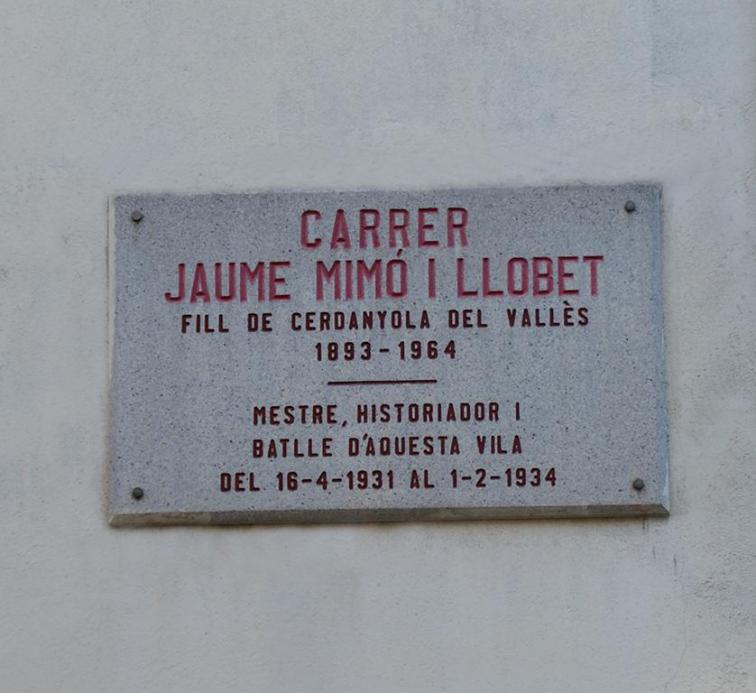 CARRER
JAUME MIMÓ I LLOBET
FILL DE CERDANYOLA DEL VALLÈS
1893-1964
MESTRE, HISTORIADOR I
BATLLE D'AQUESTA VILA
DEL 16-4-1931 AL 1-2-1934